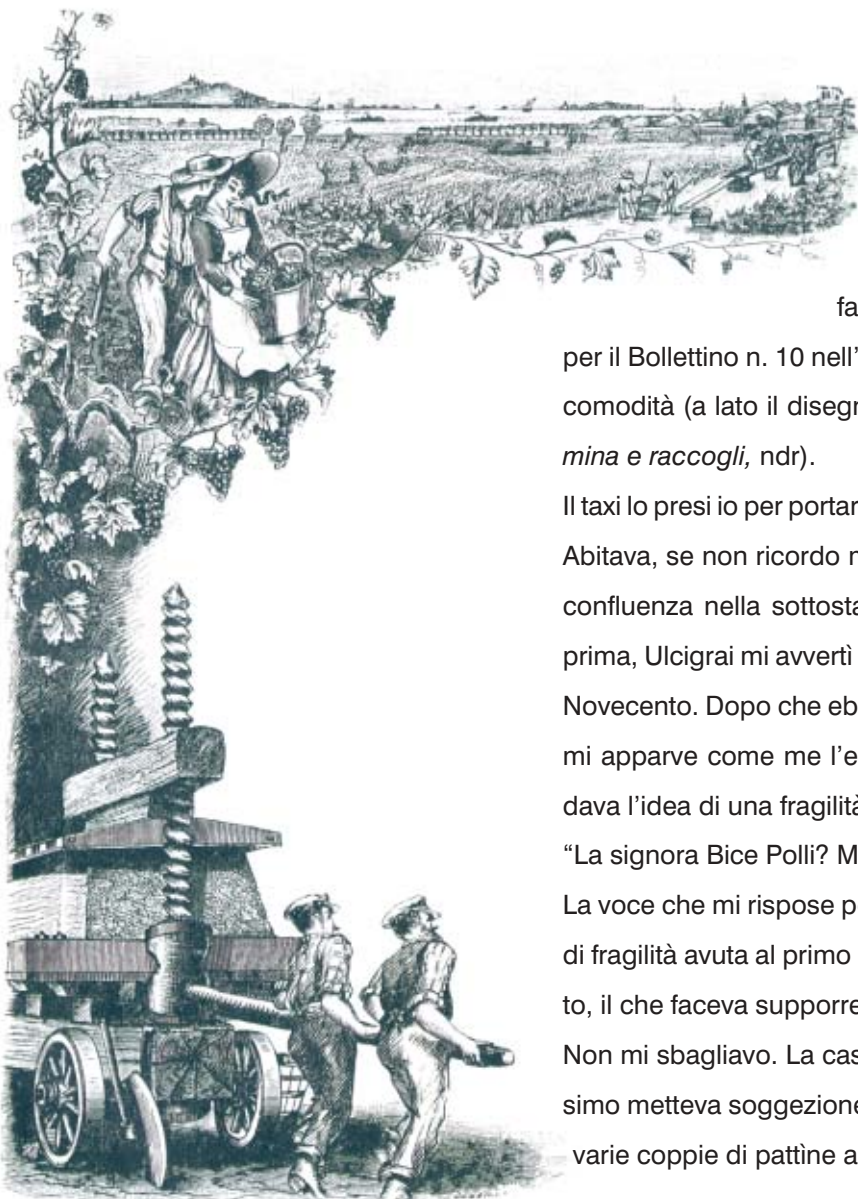 fa
per il Bollettino n. 10 nell’
comodità (a lato il disegn
mina e raccogli, ndr).
Il taxi lo presi io per portar
Abitava, se non ricordo n
confluenza nella sottosta
prima, Ulcigrai mi avvertì
Novecento. Dopo che eb
mi apparve come me l’e
dava l’idea di una fragilità
“La signora Bice Polli? M
La voce che mi rispose p
di fragilità avuta al primo
to, il che faceva supporre
Non mi sbagliavo. La cas
simo metteva soggezione
varie coppie di pattìne a